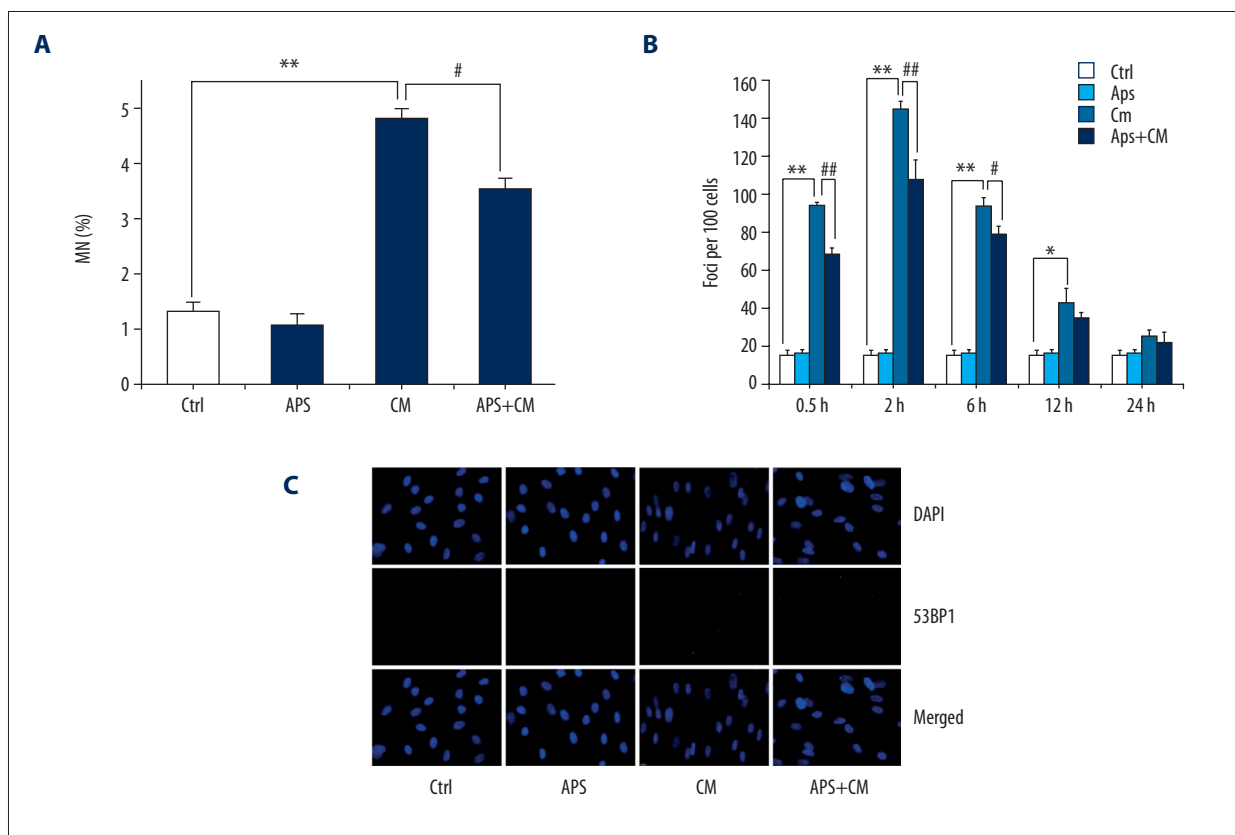 A
**
#
5
4
3
2
1
0
MN (%)
Ctrl
APS
CM
APS+CM
B
Ctrl
Aps
Cm
Aps+CM
160
140
120
100
80
60
40
20
0
Foci per 100 cells
** ##
** ##
** #
*
0.5 h
2 h
6 h
12 h
24 h
C
DAPI
53BP1
Merged
Ctrl
APS
CM
APS+CM